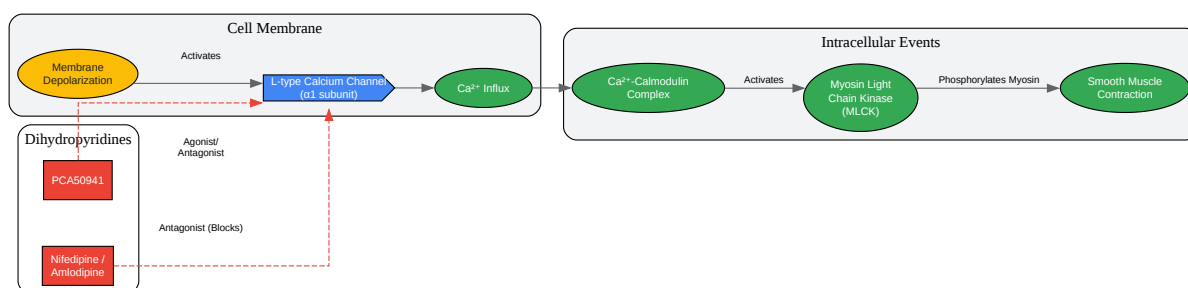 Cell Membrane
Membrane
Depolarization
Activates
L-type Calcium Channel
(α1 subunit)
Ca²⁺ Influx
Intracellular Events
Ca²⁺-Calmodulin
Complex
Activates
Myosin Light
Chain Kinase
(MLCK)
Phosphorylates Myosin
Smooth Muscle
Contraction
Dihydropyridines
Agonist/
Antagonist
PCA50941
Antagonist (Blocks)
Nifedipine /
Amlodipine